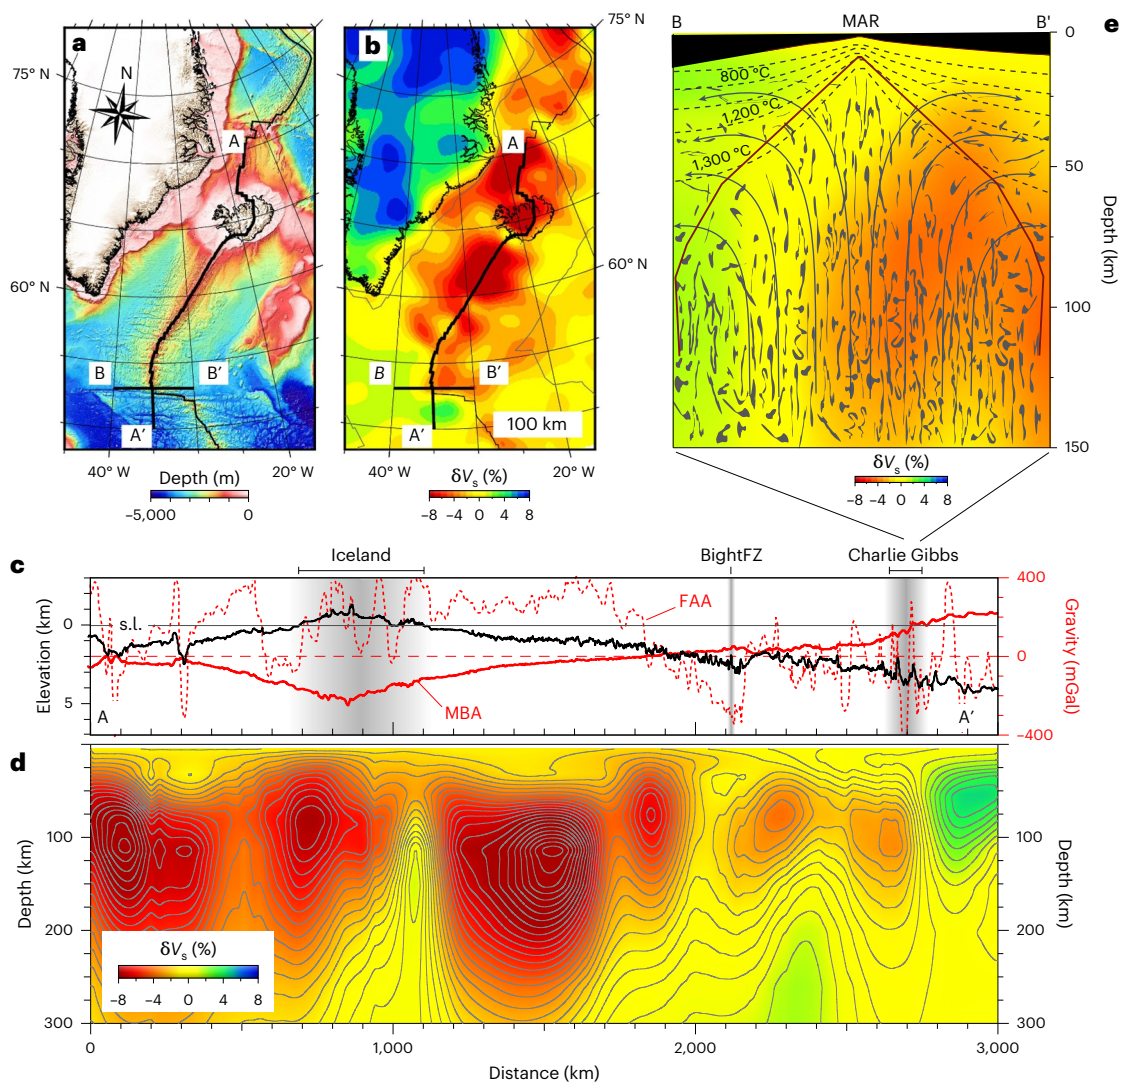 a
N
75° N
60° N
A
B
B′
A′
40° W
20° W
Depth (m)
–5,000
0
b
75° N
60° N
A
B
B′
A′
100 km
40° W
20° W
δVs (%)
–8 –4 0 4 8
e
B
MAR
B'
800 °C
1,200 °C
1,300 °C
0
50
100
150
Depth (km)
δVs (%)
–8 –4 0 4 8
c
Iceland
BightFZ
Charlie Gibbs
Elevation (km)
0
5
s.l.
FAA
MBA
A
A′
400
0
–400
Gravity (mGal)
d
Depth (km)
100
200
300
δVs (%)
–8 –4 0 4 8
100
200
300
Depth (km)
0
1,000
2,000
3,000
Distance (km)